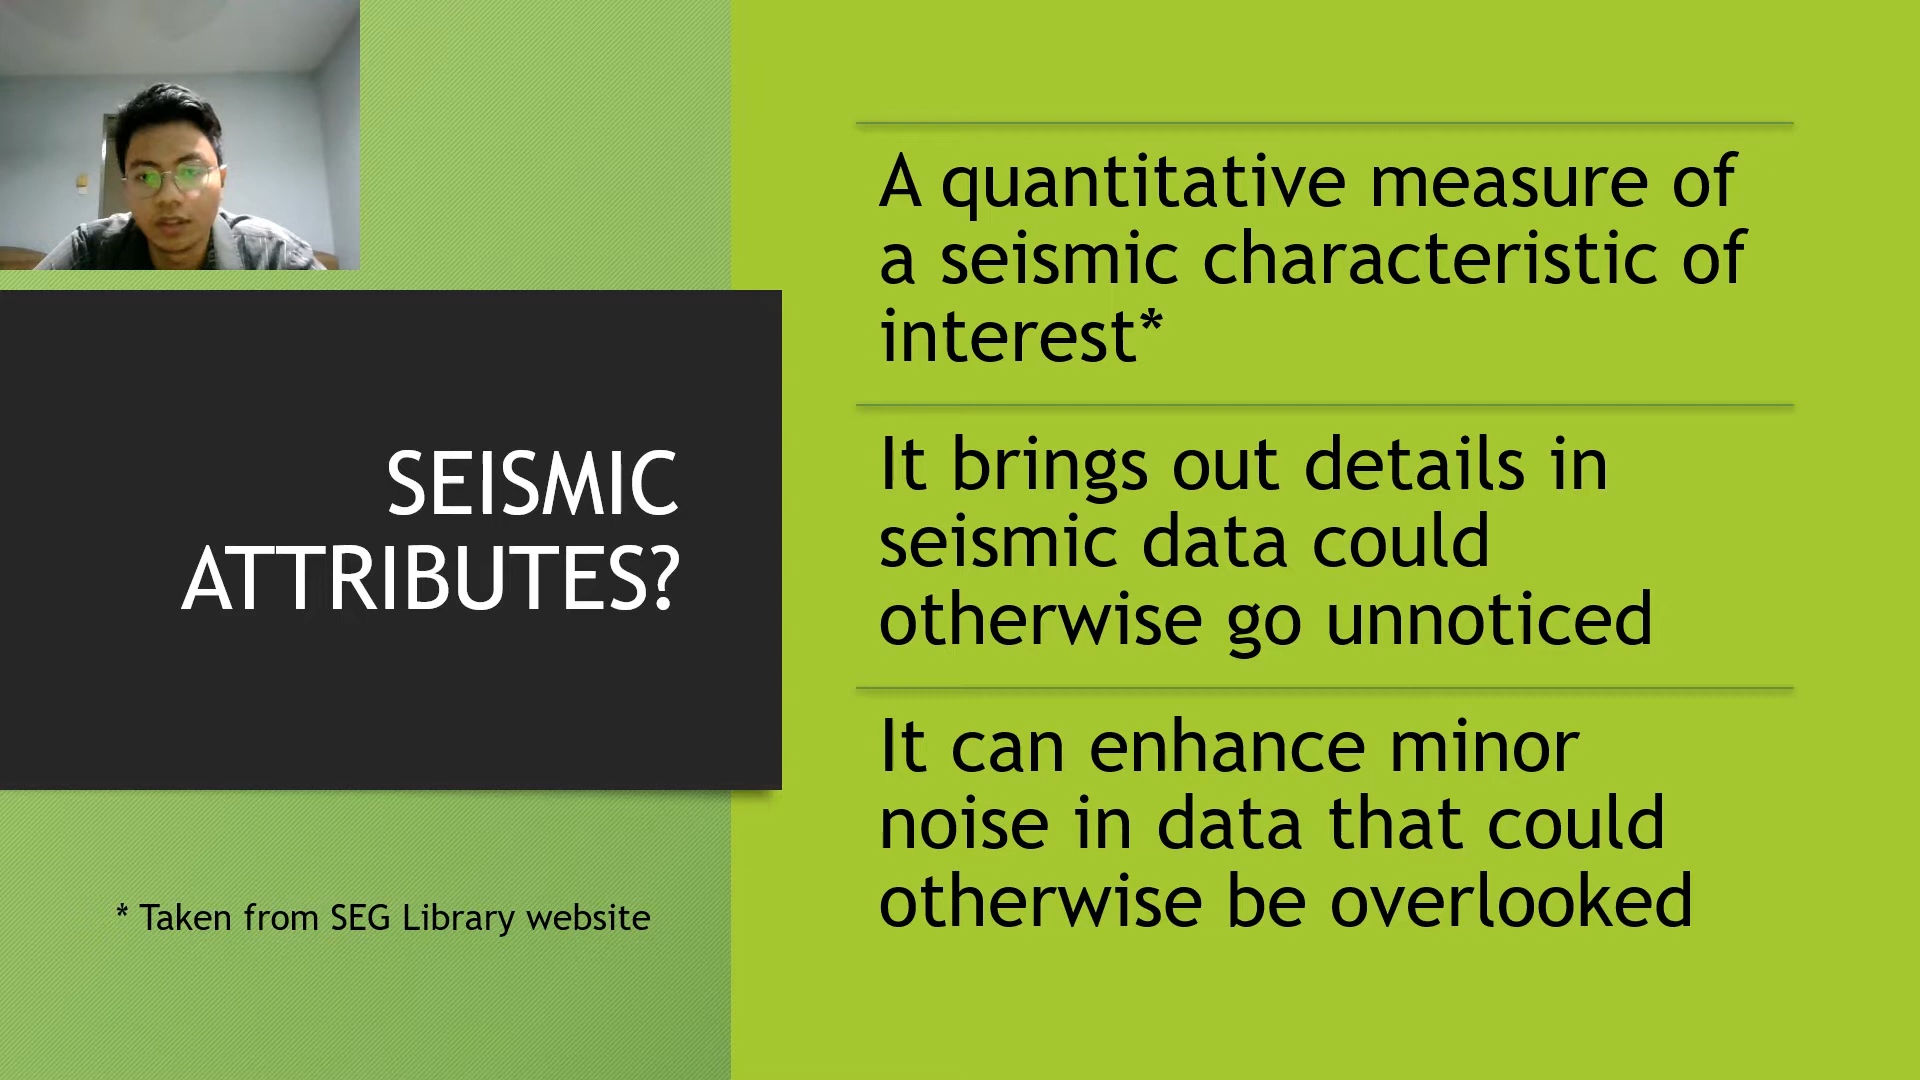 SEISMIC
ATTRIBUTES?
* Taken from SEG Library website
A quantitative measure of
a seismic characteristic of
interest*
It brings out details in
seismic data could
otherwise go unnoticed
It can enhance minor
noise in data that could
otherwise be overlooked